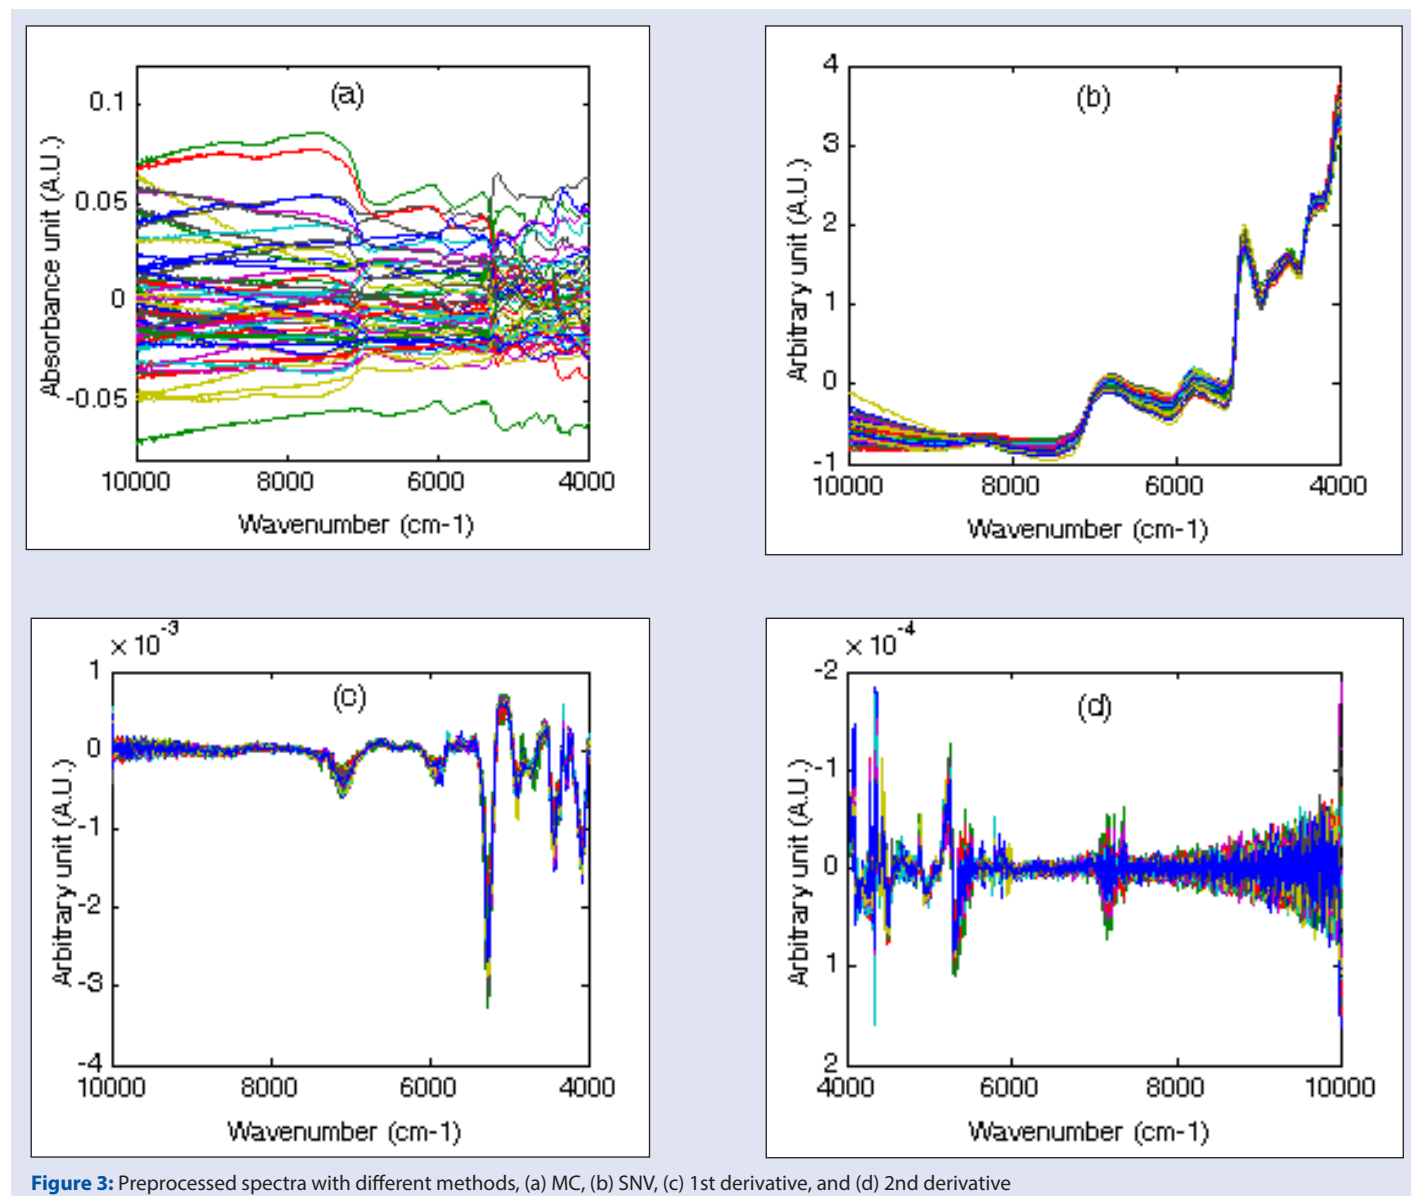 (a)
0.1
0.05
0
-0.05
10000 8000 6000 4000
Absorbance unit (A.U.)
Wavenumber (cm-1)
(b)
4
3
2
1
0
-1
10000 8000 6000 4000
Arbitrary unit (A.U.)
Wavenumber (cm-1)
× 10-3
(c)
1
0
-1
-2
-3
-4
10000 8000 6000 4000
Arbitrary unit (A.U.)
Wavenumber (cm-1)
× 10-4
(d)
-2
-1
0
1
2
4000 6000 8000 10000
Arbitrary unit (A.U.)
Wavenumber (cm-1)
Figure 3: Preprocessed spectra with different methods, (a) MC, (b) SNV, (c) 1st derivative, and (d) 2nd derivative